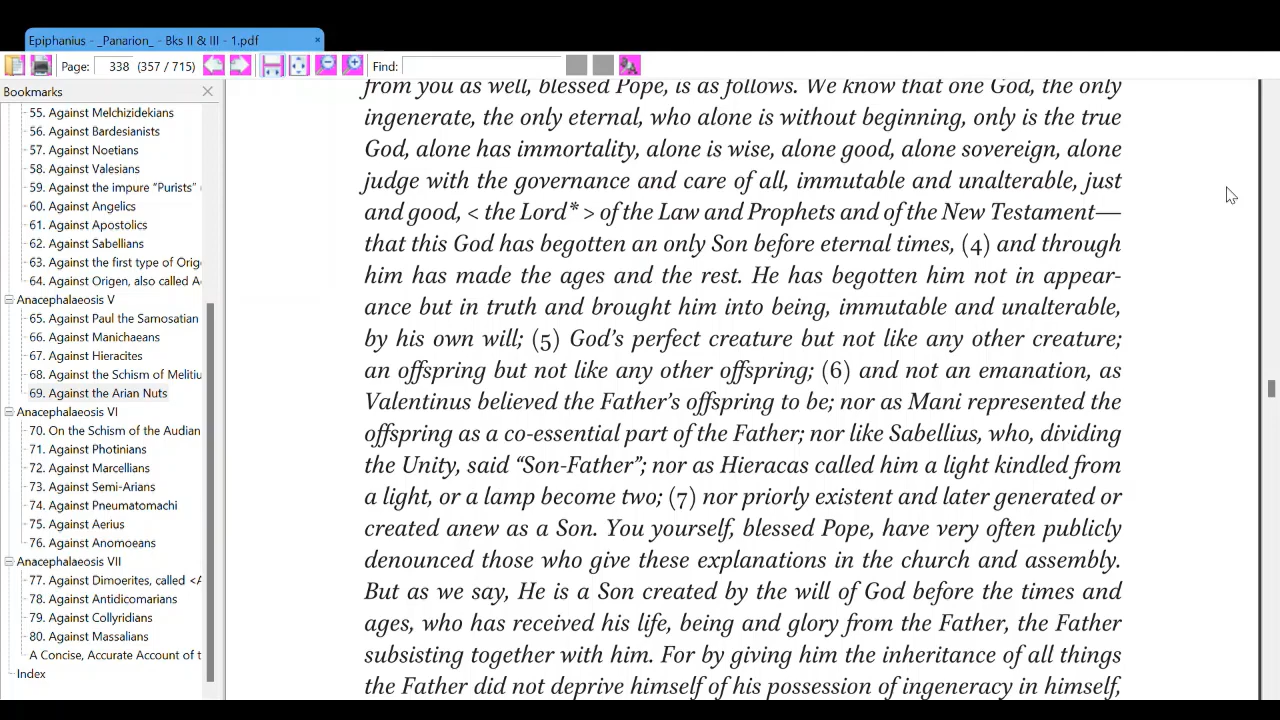 Epiphanius - _Panarion_ - Bks II & III - 1.pdf
Page: 338 (357 / 715) Find:
Bookmarks
55. Against Melchizidekians
56. Against Bardesianists
57. Against Noetians
58. Against Valesians
59. Against the impure “Purists”
60. Against Angelics
61. Against Apostolics
62. Against Sabellians
63. Against the first type of Orig
64. Against Origen, also called A
Anacephalaeosis V
65. Against Paul the Samosatian
66. Against Manichaeans
67. Against Hieracites
68. Against the Schism of Melitiu
69. Against the Arian Nuts
Anacephalaeosis VI
70. On the Schism of the Audian
71. Against Photinians
72. Against Marcellians
73. Against Semi-Arians
74. Against Pneumatomachi
75. Against Aerius
76. Against Anomoeans
Anacephalaeosis VII
77. Against Dimoerites, called <A
78. Against Antidicomarians
79. Against Collyridians
80. Against Massalians
A Concise, Accurate Account of t
Index
from you as well, blessed Pope, is as follows. We know that one God, the only
ingenerate, the only eternal, who alone is without beginning, only is the true
God, alone has immortality, alone is wise, alone good, alone sovereign, alone
judge with the governance and care of all, immutable and unalterable, just
and good, < the Lord* > of the Law and Prophets and of the New Testament—
that this God has begotten an only Son before eternal times, (4) and through
him has made the ages and the rest. He has begotten him not in appear-
ance but in truth and brought him into being, immutable and unalterable,
by his own will; (5) God’s perfect creature but not like any other creature;
an offspring but not like any other offspring; (6) and not an emanation, as
Valentinus believed the Father’s offspring to be; nor as Mani represented the
offspring as a co-essential part of the Father; nor like Sabellius, who, dividing
the Unity, said “Son-Father”; nor as Hieracas called him a light kindled from
a light, or a lamp become two; (7) nor priorly existent and later generated or
created anew as a Son. You yourself, blessed Pope, have very often publicly
denounced those who give these explanations in the church and assembly.
But as we say, He is a Son created by the will of God before the times and
ages, who has received his life, being and glory from the Father, the Father
subsisting together with him. For by giving him the inheritance of all things
the Father did not deprive himself of his possession of ingeneracy in himself,